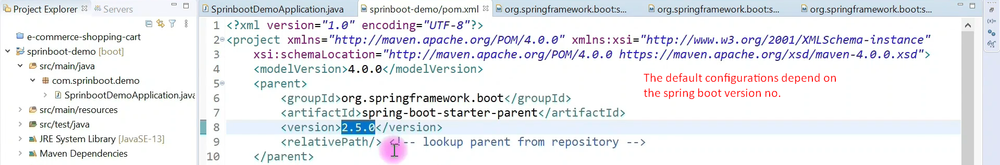 Project Explorer
Servers
SprinbootDemoApplication.java
sprinboot-demo/pom.xml
org.springframework.boot:s...
org.springframework.boot:s...
org.springframework.boot:s...
e-commerce-shopping-cart
sprinboot-demo [boot]
src/main/java
com.sprinboot.demo
SprinbootDemoApplication.java
src/main/resources
src/test/java
JRE System Library [JavaSE-13]
Maven Dependencies
1 <?xml version="1.0" encoding="UTF-8"?>
2 <project xmlns="http://maven.apache.org/POM/4.0.0" xmlns:xsi="http://www.w3.org/2001/XMLSchema-instance"
3 xsi:schemaLocation="http://maven.apache.org/POM/4.0.0 https://maven.apache.org/xsd/maven-4.0.0.xsd">
4 <modelVersion>4.0.0</modelVersion>
5 <parent>
6 <groupId>org.springframework.boot</groupId>
7 <artifactId>spring-boot-starter-parent</artifactId>
8 <version>2.5.0</version>
9 <relativePath/> <!-- lookup parent from repository -->
10 </parent>
The default configurations depend on
the spring boot version no.
(x)=